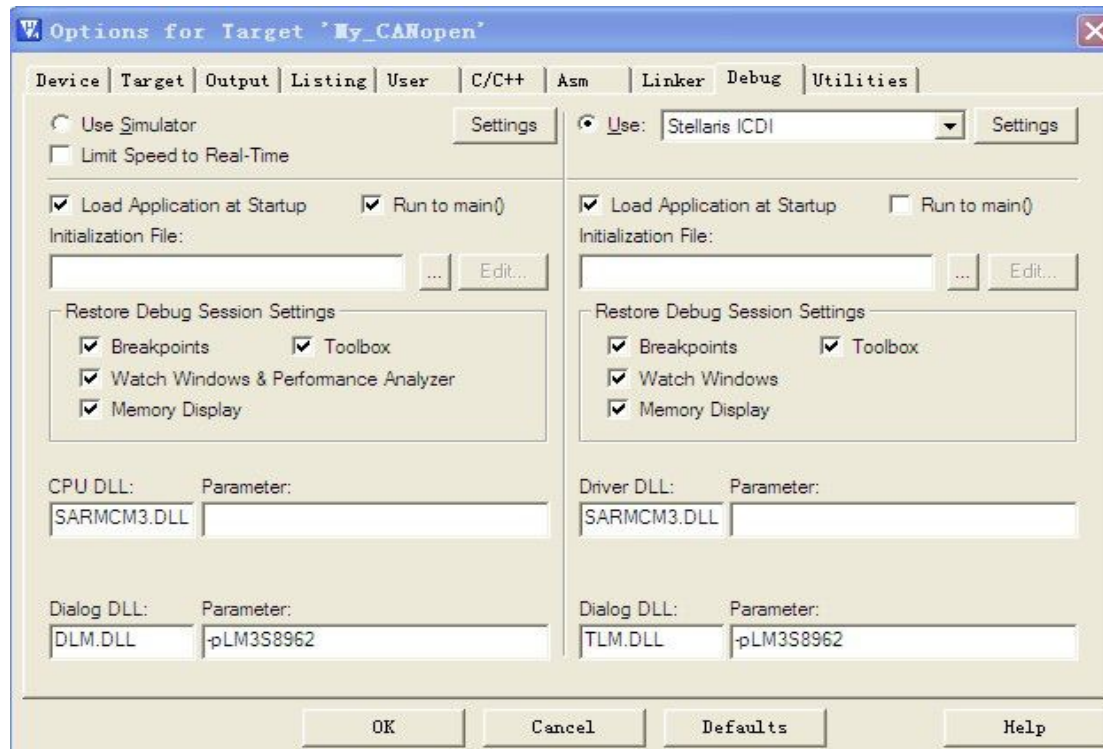 Options for Target 'My_CANopen'
Device Target Output Listing User C/C++ Asm Linker Debug Utilities
Use Simulator Settings
Limit Speed to Real-Time
Use: Stellaris ICDI Settings
Load Application at Startup Run to main()
Initialization File:
... Edit...
Restore Debug Session Settings
Breakpoints Toolbox
Watch Windows & Performance Analyzer
Memory Display
CPU DLL: Parameter:
SARMCM3.DLL
Dialog DLL: Parameter:
DLM.DLL -pLM3S8962
Load Application at Startup Run to main()
Initialization File:
... Edit...
Restore Debug Session Settings
Breakpoints Toolbox
Watch Windows
Memory Display
Driver DLL: Parameter:
SARMCM3.DLL
Dialog DLL: Parameter:
TLM.DLL -pLM3S8962
OK Cancel Defaults Help